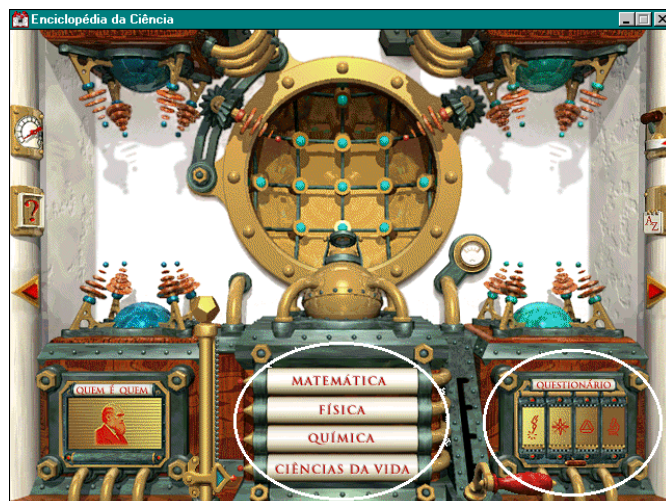 Enciclopédia da Ciência
?
A Z
QUEM É QUEM
MATEMÁTICA
FÍSICA
QUÍMICA
CIÊNCIAS DA VIDA
QUESTIONÁRIO